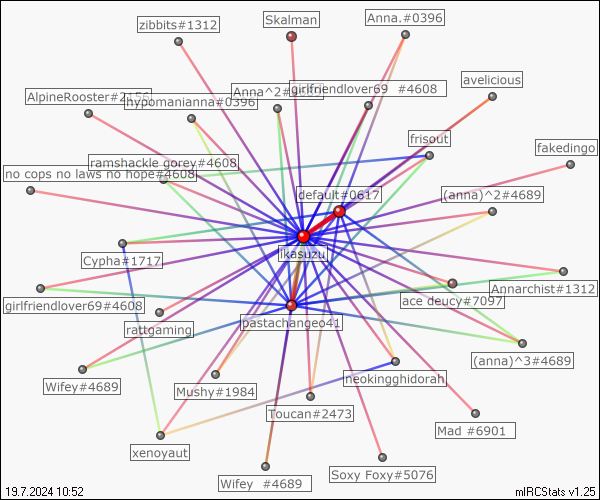 zibbits#1312
Skalman
Anna.#0396
avelicious
AlpineRooster#2156
hypomanianna#0396
Anna^2#4689
girlfriendlover69 #4608
frisout
fakedingo
ramshackle gorey#4608
no cops no laws no hope#4608
default#0617
(anna)^2#4689
ikasuzu
Cypha#1717
girlfriendlover69#4608
rattgaming
pastachange041
ace deucy#7097
Annarchist#1312
(anna)^3#4689
Wifey#4689
Mushy#1984
neokingghidorah
Toucan#2473
Mad #6901
xenoyaut
Wifey #4689
Soxy Foxy#5076
19.7.2024 10:52
mIRCStats v1.25